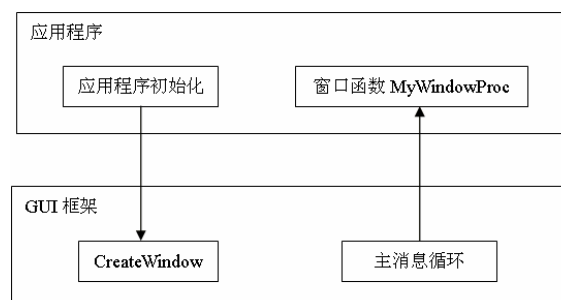 应用程序
应用程序初始化
窗口函数 MyWindowProc
GUI 框架
CreateWindow
主消息循环